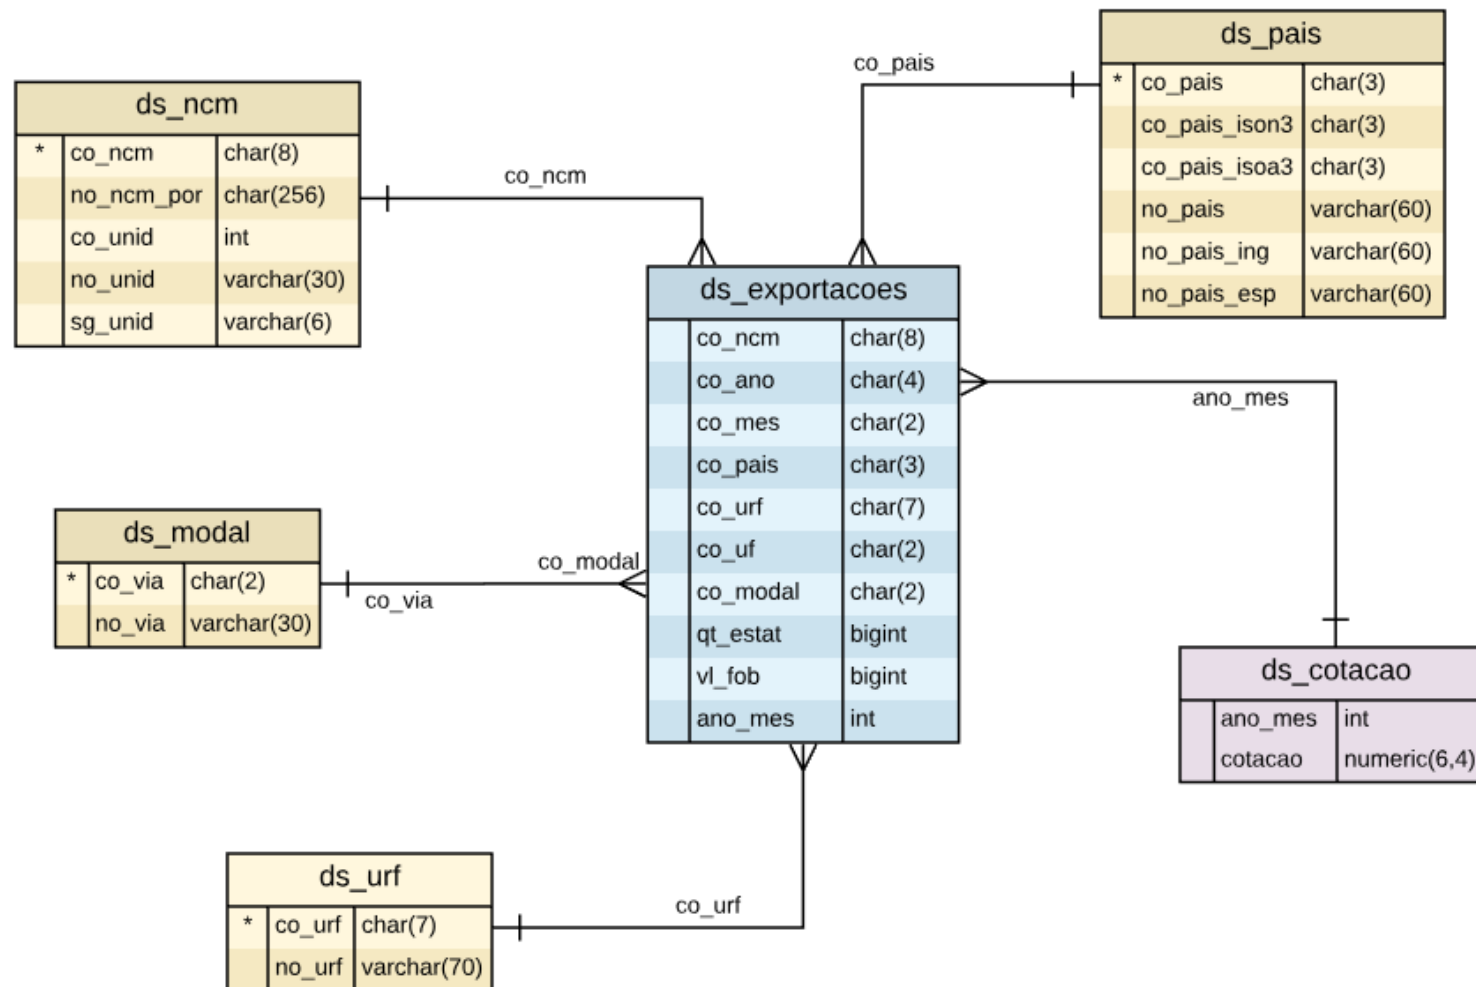 ds_pais
* co_pais char(3)
co_pais_ison3 char(3)
co_pais_isoa3 char(3)
no_pais varchar(60)
no_pais_ing varchar(60)
no_pais_esp varchar(60)
co_pais
ds_ncm
* co_ncm char(8)
no_ncm_por char(256)
co_unid int
no_unid varchar(30)
sg_unid varchar(6)
co_ncm
ds_exportacoes
co_ncm char(8)
co_ano char(4)
co_mes char(2)
co_pais char(3)
co_urf char(7)
co_uf char(2)
co_modal char(2)
qt_estat bigint
vl_fob bigint
ano_mes int
ano_mes
ds_modal
* co_via char(2)
no_via varchar(30)
co_modal
co_via
ds_cotacao
ano_mes int
cotacao numeric(6,4)
ds_urf
* co_urf char(7)
no_urf varchar(70)
co_urf